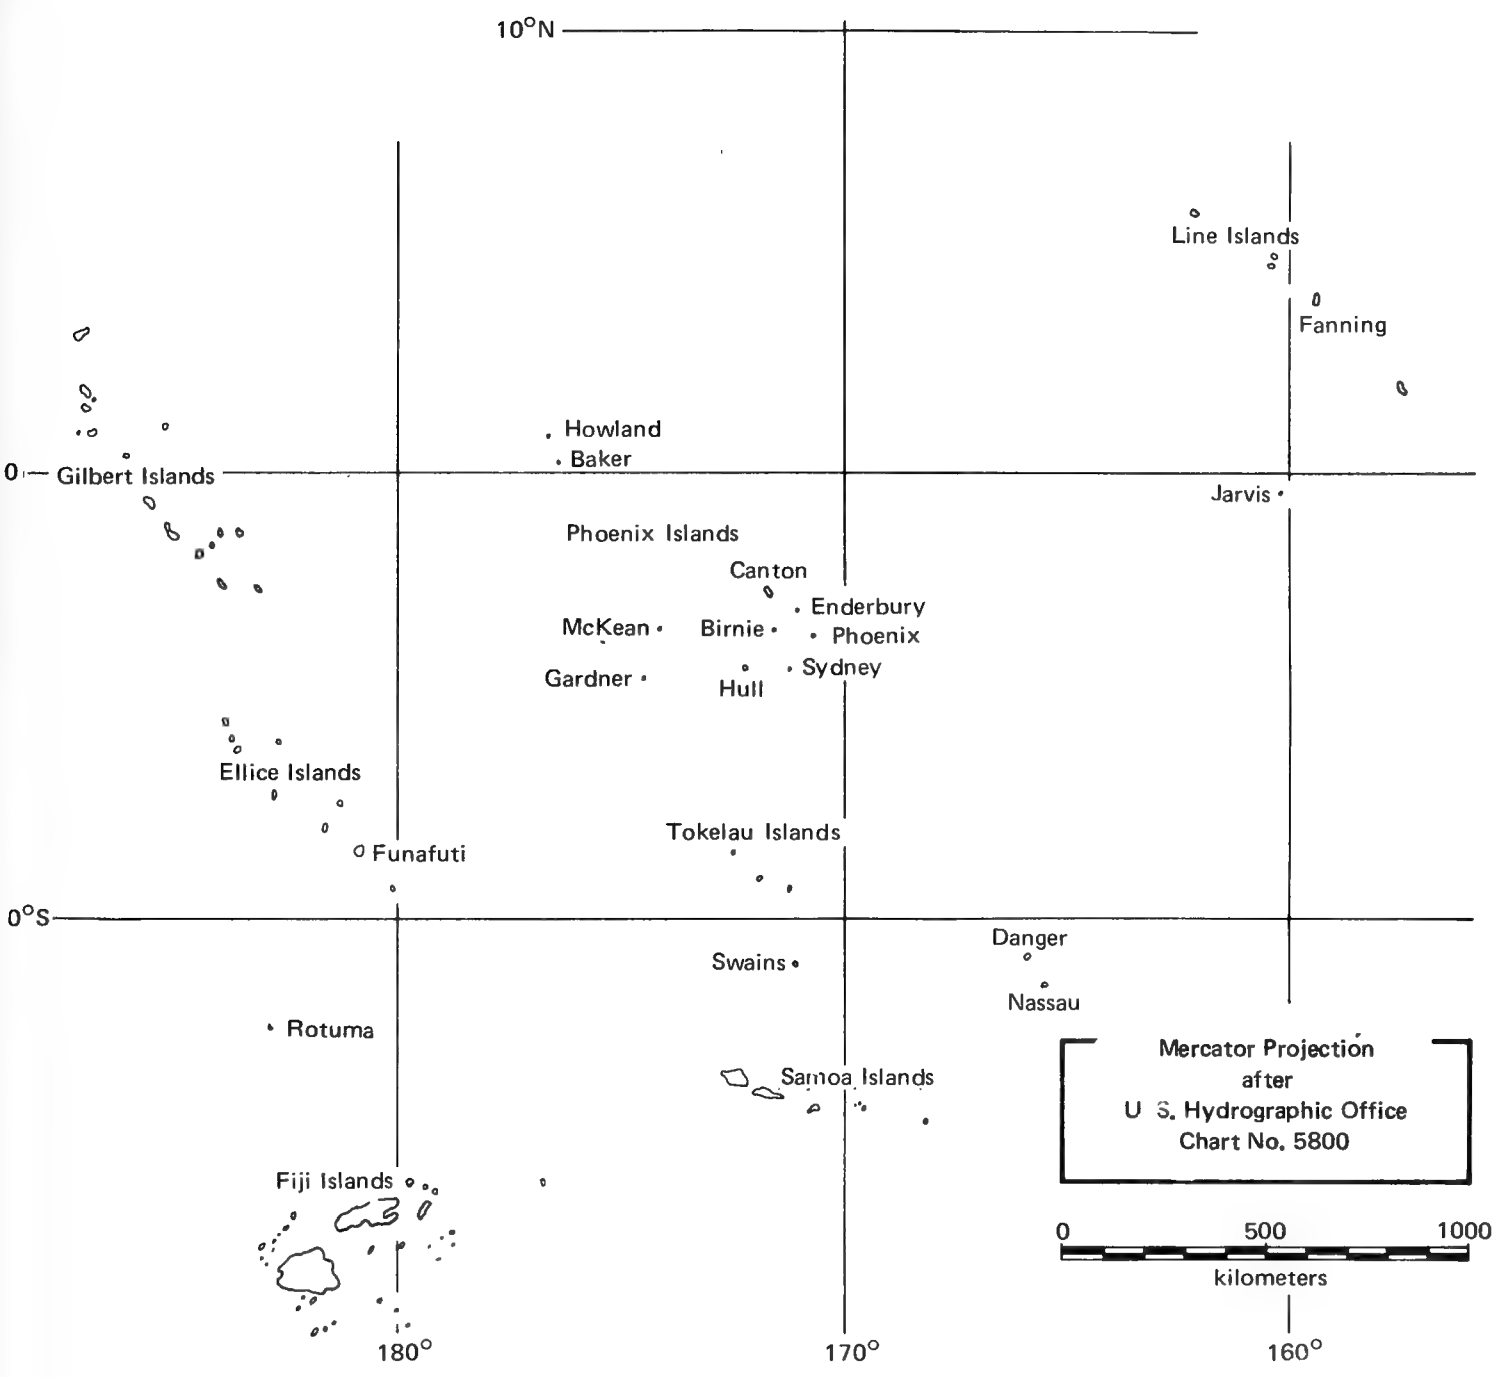 10°N
Line Islands
Fanning
Howland
Baker
0
Gilbert Islands
Jarvis
Phoenix Islands
Canton
Enderbury
McKean
Birnie
Phoenix
Sydney
Gardner
Hull
Ellice Islands
Tokelau Islands
Funafuti
0°S
Danger
Swains
Nassau
Rotuma
Mercator Projection
after
U S. Hydrographic Office
Chart No. 5800
Samoa Islands
Fiji Islands
0 500 1000
kilometers
180° 170° 160°